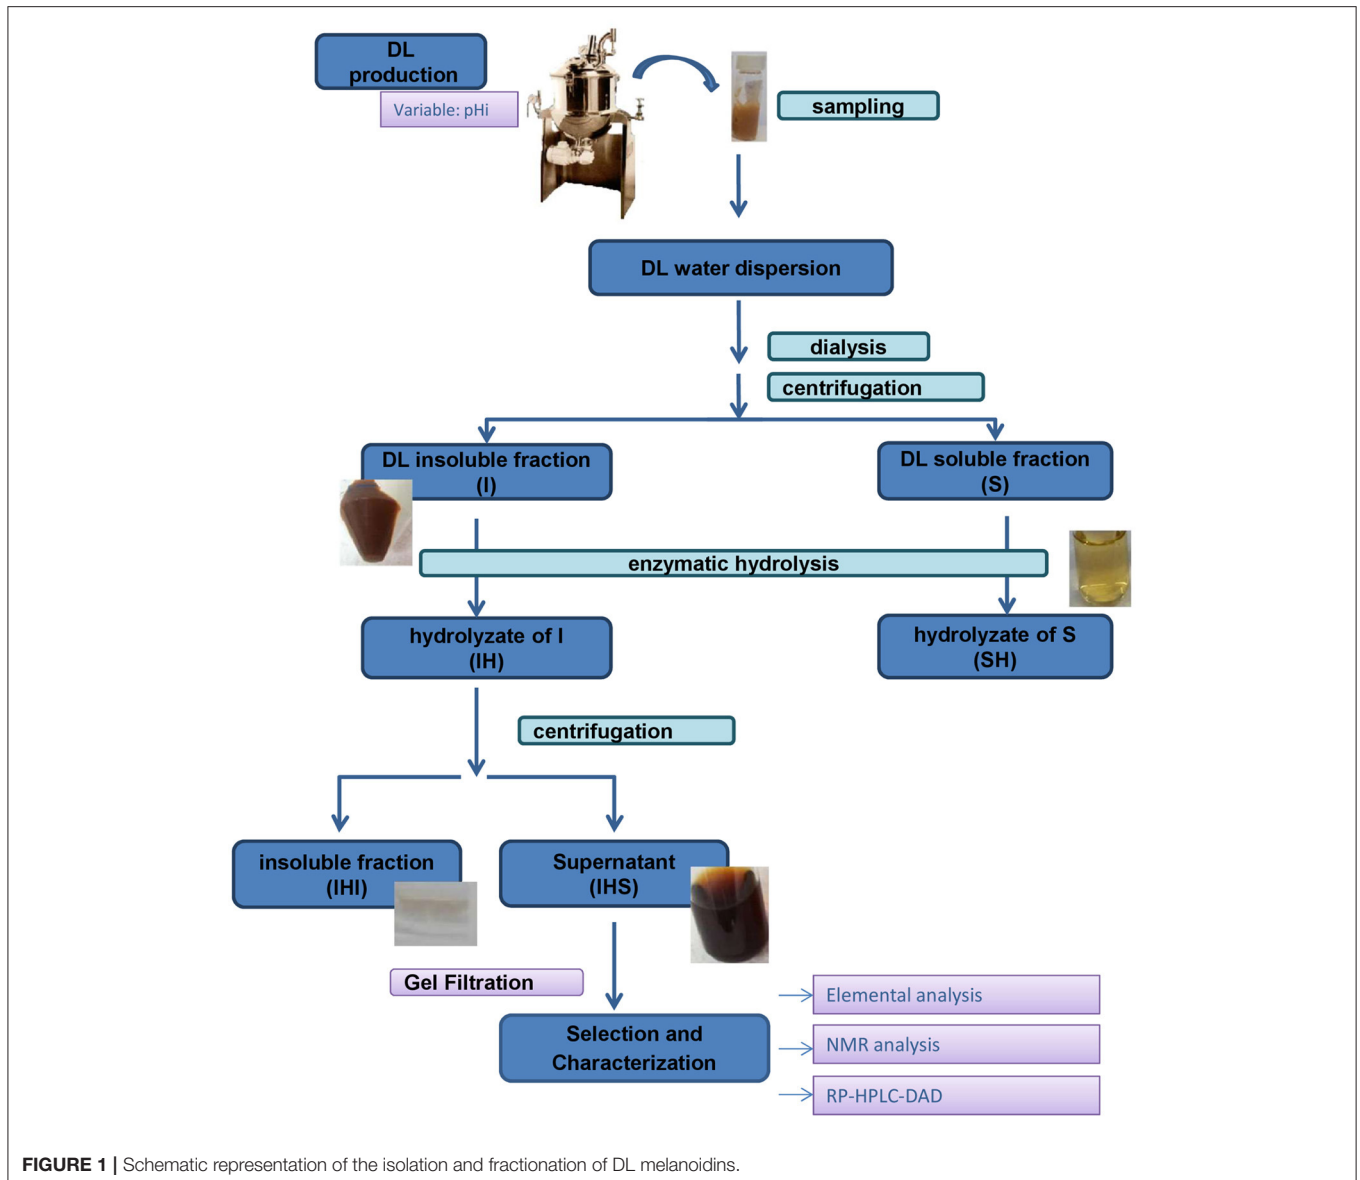 DL
production
Variable: pHi
sampling
DL water dispersion
dialysis
centrifugation
DL insoluble fraction
(I)
DL soluble fraction
(S)
enzymatic hydrolysis
hydrolyzate of I
(IH)
hydrolyzate of S
(SH)
centrifugation
insoluble fraction
(IHI)
Supernatant
(IHS)
Gel Filtration
Selection and
Characterization
Elemental analysis
NMR analysis
RP-HPLC-DAD
FIGURE 1 | Schematic representation of the isolation and fractionation of DL melanoidins.